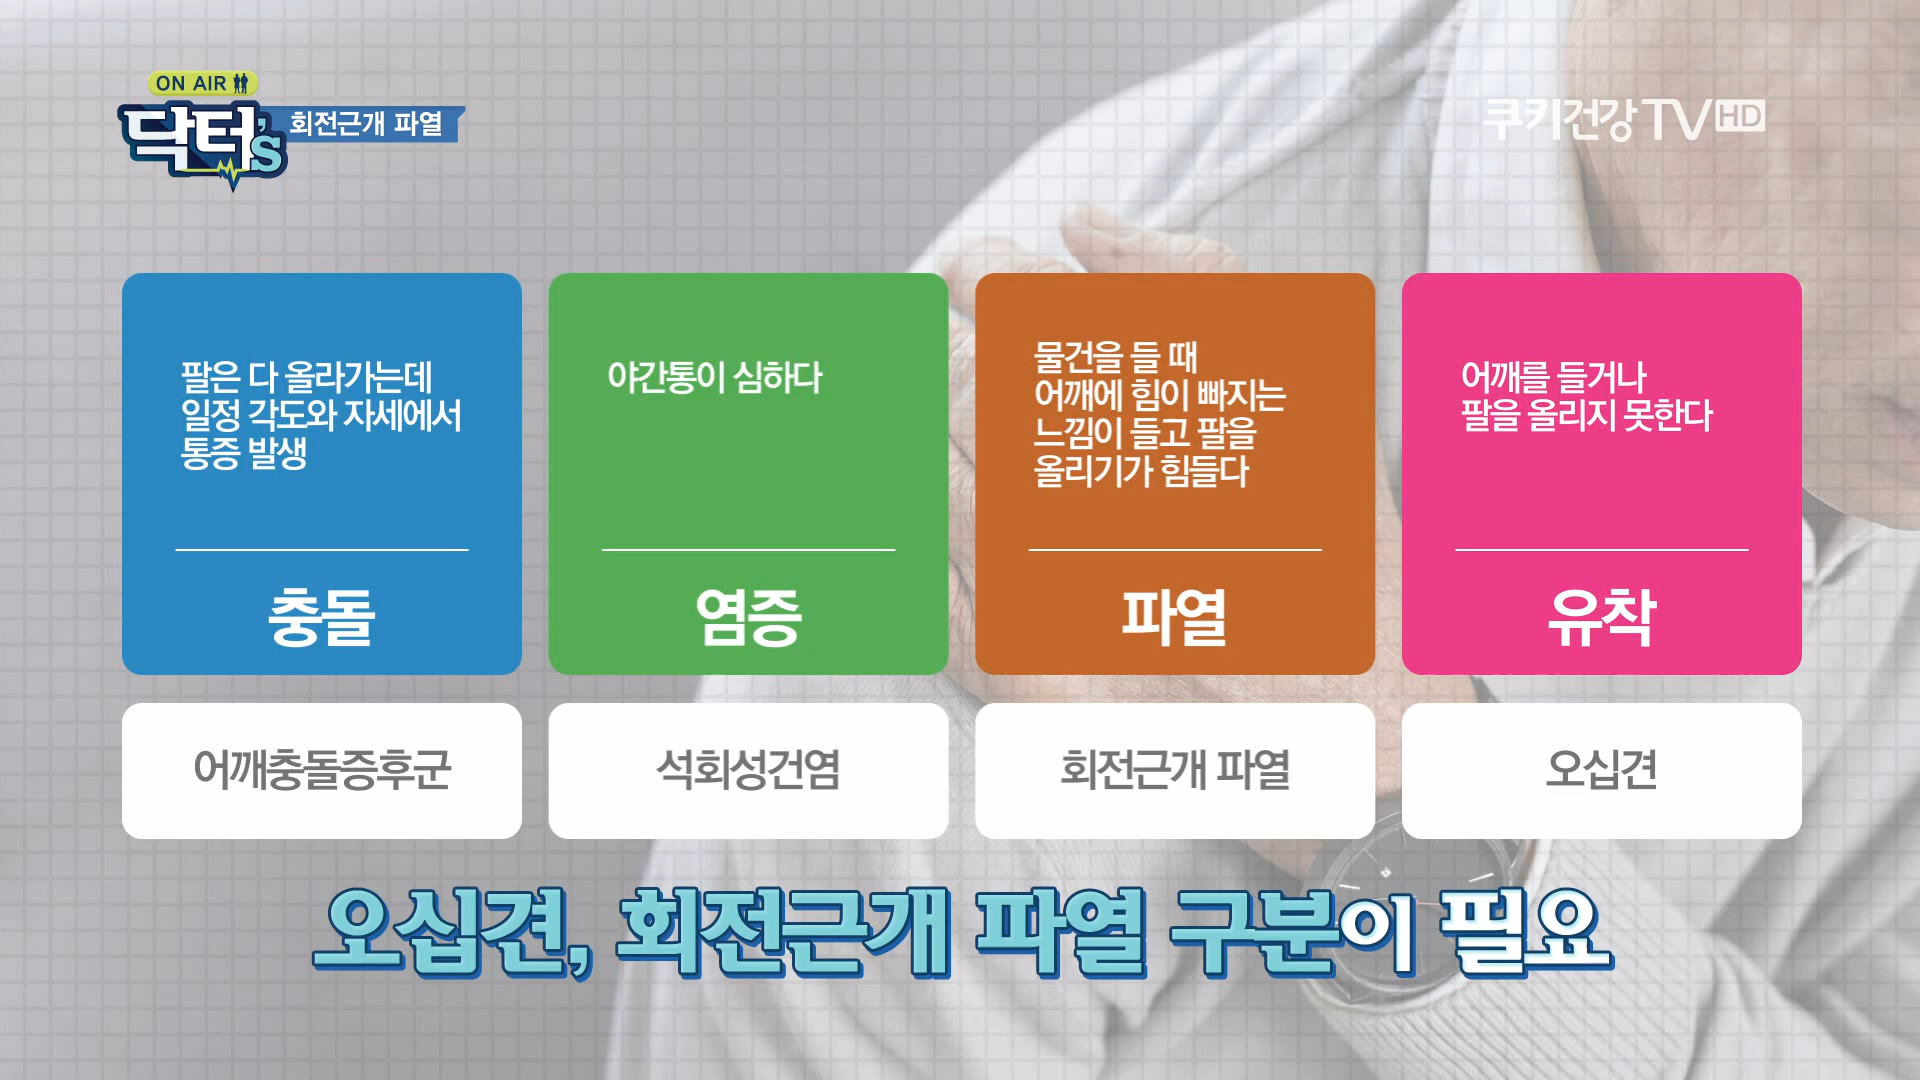 ON AIR
닥터's
회전근개 파열
쿠키건강TV HD
팔은 다 올라가는데
일정 각도와 자세에서
통증 발생
충돌
어깨충돌증후군
야간통이 심하다
염증
석회성건염
물건을 들 때
어깨에 힘이 빠지는
느낌이 들고 팔을
올리기가 힘들다
파열
회전근개 파열
어깨를 들거나
팔을 올리지 못한다
유착
오십견
오십견, 회전근개 파열 구분이 필요